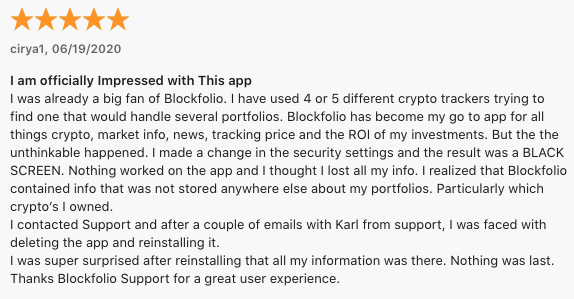 cirya1, 06/19/2020
I am officially Impressed with This app
I was already a big fan of Blockfolio. I have used 4 or 5 different crypto trackers trying to
find one that would handle several portfolios. Blockfolio has become my go to app for all
things crypto, market info, news, tracking price and the ROI of my investments. But the the
unthinkable happened. I made a change in the security settings and the result was a BLACK
SCREEN. Nothing worked on the app and I thought I lost all my info. I realized that Blockfolio
contained info that was not stored anywhere else about my portfolios. Particularly which
crypto’s I owned.
I contacted Support and after a couple of emails with Karl from support, I was faced with
deleting the app and reinstalling it.
I was super surprised after reinstalling that all my information was there. Nothing was last.
Thanks Blockfolio Support for a great user experience.